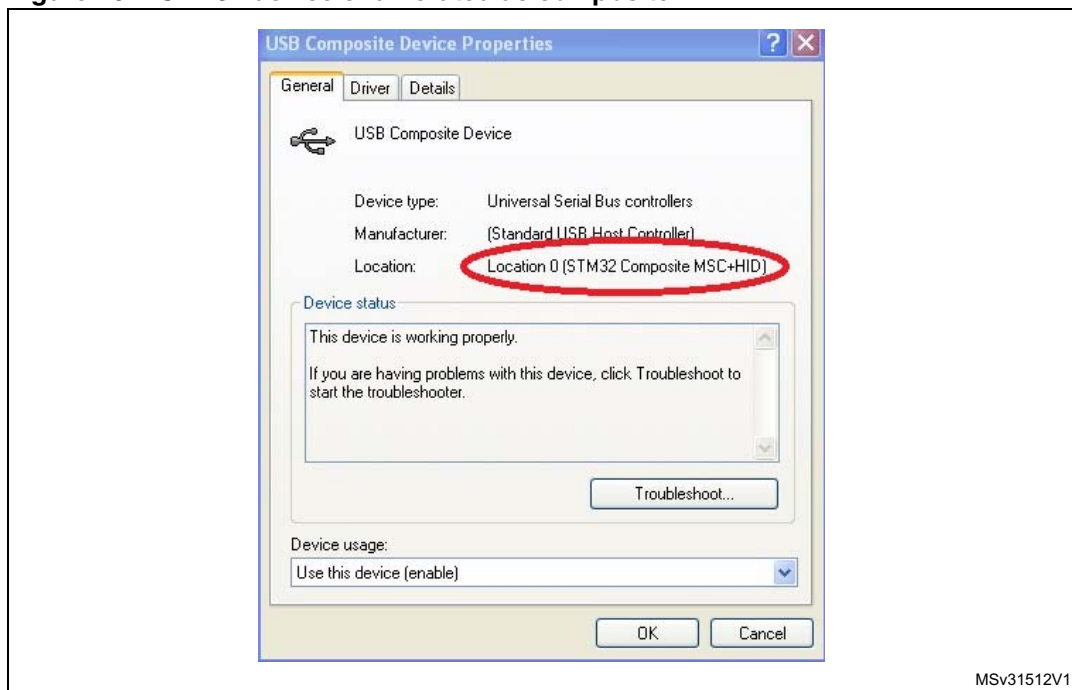 USB Composite Device Properties
General Driver Details
USB Composite Device
Device type: Universal Serial Bus controllers
Manufacturer: (Standard USB Host Controller)
Location: Location 0 (STM32 Composite MSC+HID)
Device status
This device is working properly.
If you are having problems with this device, click Troubleshoot to
start the troubleshooter.
Troubleshoot...
Device usage:
Use this device (enable)
OK Cancel
MSv31512V1